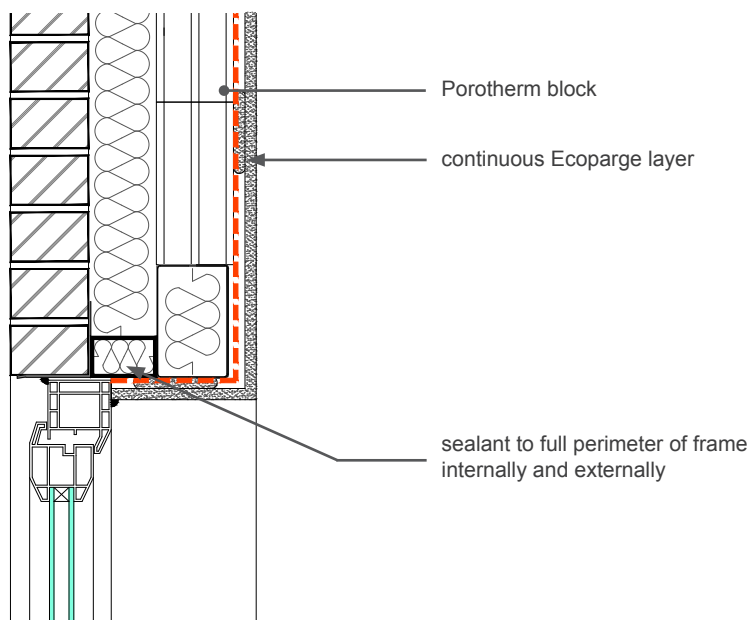 Porotherm block
continuous Ecoparge layer
sealant to full perimeter of frame
internally and externally